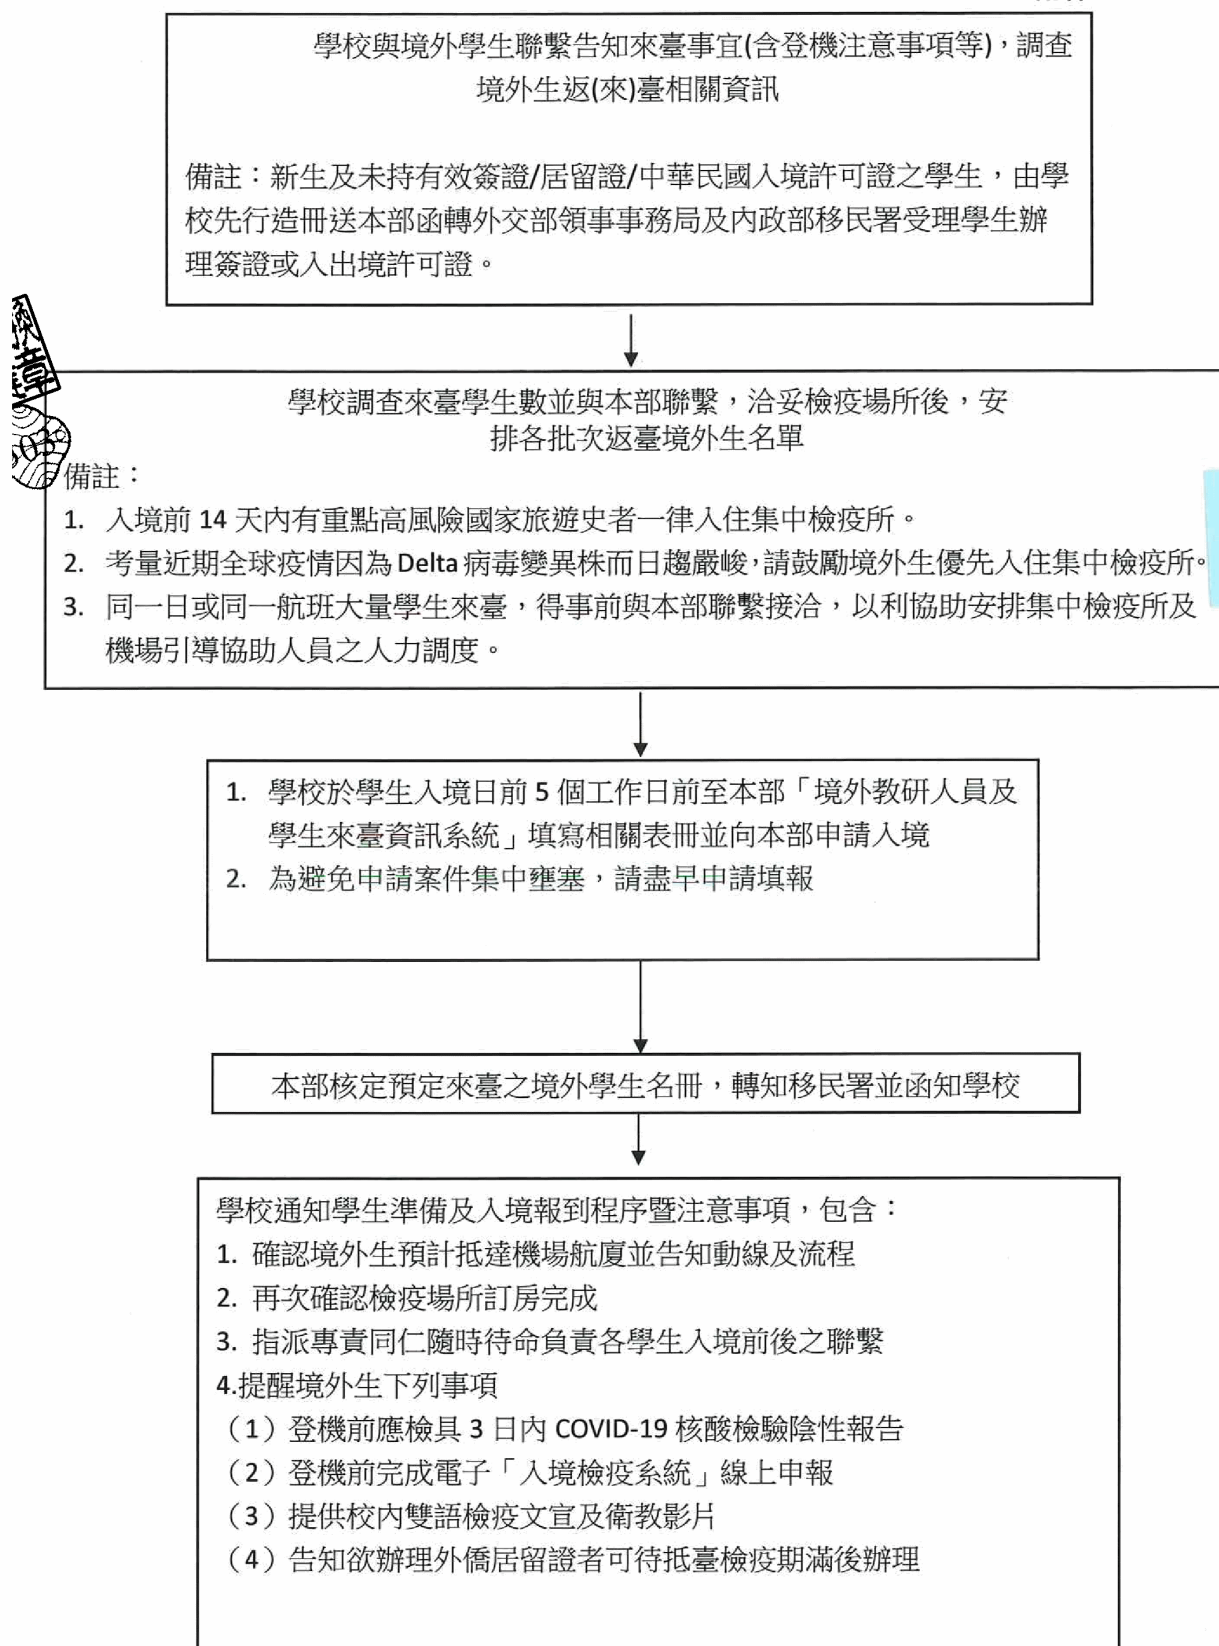 學校與境外學生聯繫告知來臺事宜(含登機注意事項等)，調查
境外生返(來)臺相關資訊
備註：新生及未持有效簽證/居留證/中華民國入境許可證之學生，由學
校先行造冊送本部函轉外交部領事事務局及內政部移民署受理學生辦
理簽證或入出境許可證。
章
學校調查來臺學生數並與本部聯繫，洽妥檢疫場所後，安
排各批次返臺境外生名單
備註：
1. 入境前 14 天內有重點高風險國家旅遊史者一律入住集中檢疫所。
2. 考量近期全球疫情因為 Delta 病毒變異株而日趨嚴峻，請鼓勵境外生優先入住集中檢疫所。
3. 同一日或同一航班大量學生來臺，得事前與本部聯繫接洽，以利協助安排集中檢疫所及
機場引導協助人員之人力調度。
1. 學校於學生入境日前 5 個工作日前至本部「境外教研人員及
學生來臺資訊系統」填寫相關表冊並向本部申請入境
2. 為避免申請案件集中壅塞，請盡早申請填報
本部核定預定來臺之境外學生名冊，轉知移民署並函知學校
學校通知學生準備及入境報到程序暨注意事項，包含：
1. 確認境外生預計抵達機場航廈並告知動線及流程
2. 再次確認檢疫場所訂房完成
3. 指派專責同仁隨時待命負責各學生入境前後之聯繫
4.提醒境外生下列事項
（1）登機前應檢具 3 日內 COVID-19 核酸檢驗陰性報告
（2）登機前完成電子「入境檢疫系統」線上申報
（3）提供校內雙語檢疫文宣及衛教影片
（4）告知欲辦理外僑居留證者可待抵臺檢疫期滿後辦理